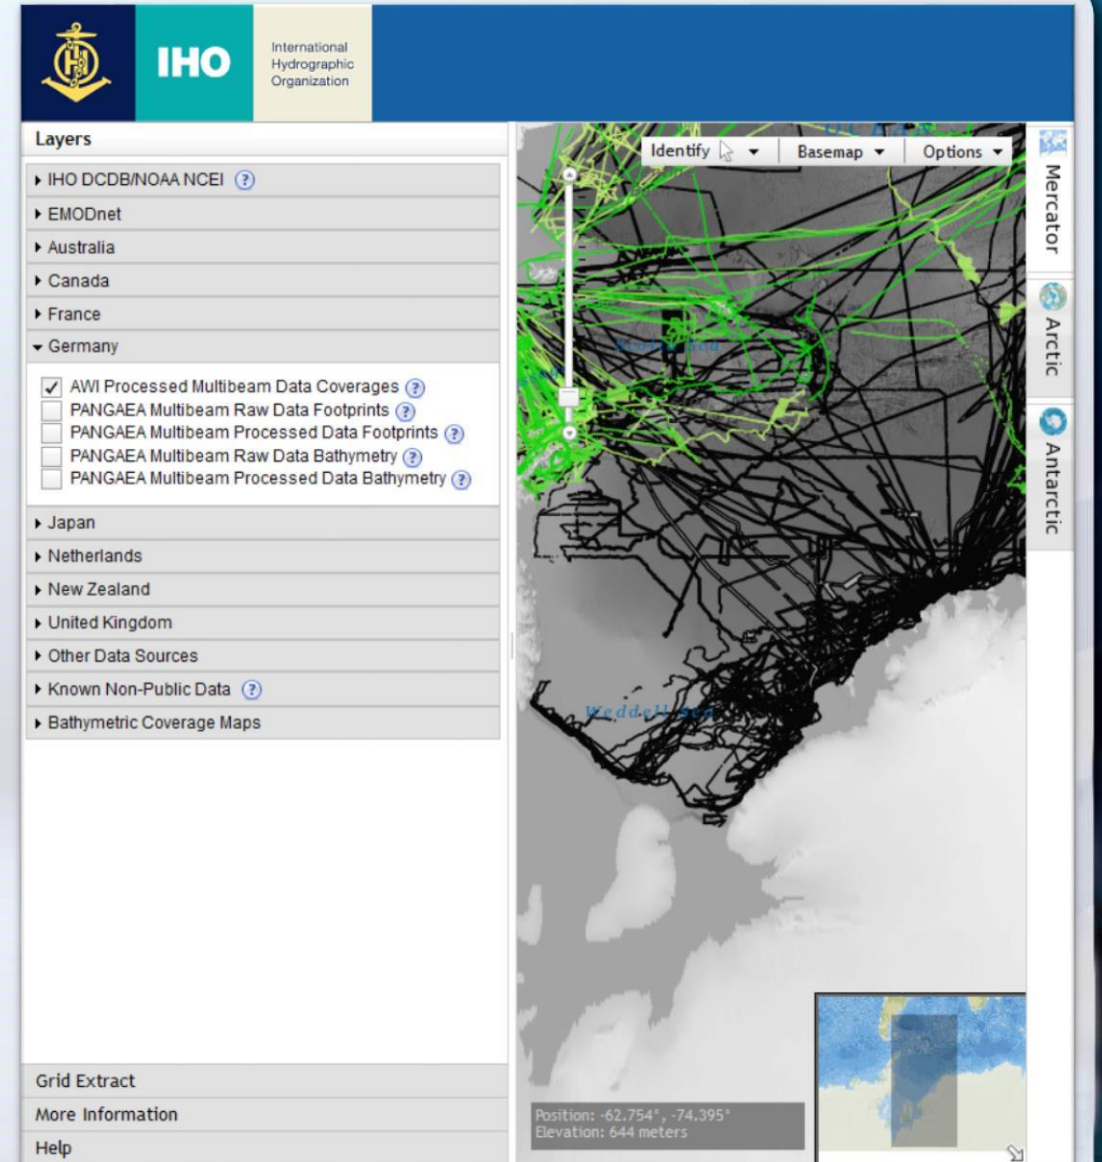 IHO
International
Hydrographic
Organization
Layers
IHO DCDB/NOAA NCEI ?
EMODnet
Australia
Canada
France
Germany
AWI Processed Multibeam Data Coverages ?
PANGAEA Multibeam Raw Data Footprints ?
PANGAEA Multibeam Processed Data Footprints ?
PANGAEA Multibeam Raw Data Bathymetry ?
PANGAEA Multibeam Processed Data Bathymetry ?
Japan
Netherlands
New Zealand
United Kingdom
Other Data Sources
Known Non-Public Data ?
Bathymetric Coverage Maps
Grid Extract
More Information
Help
OCEAN
Identify
Basemap
Options
Scotia Sea
Weddell Sea
Position: -62.754°, -74.395°
Elevation: 644 meters
Mercator
Arctic
Antarctic